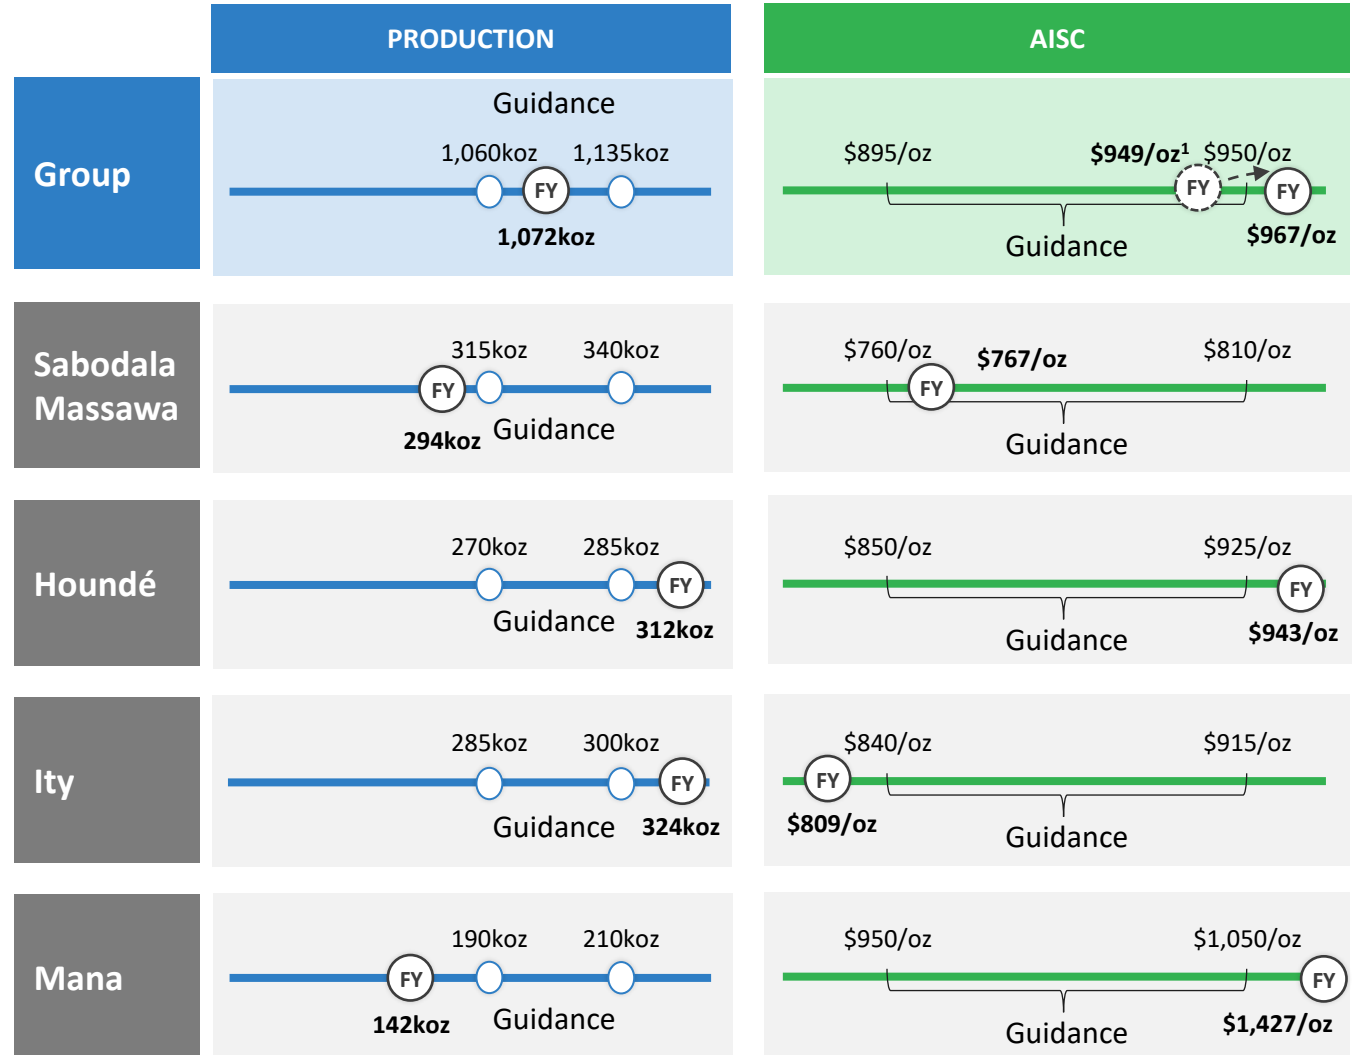 PRODUCTION
AISC
Group
Guidance
1,060koz 1,135koz
FY
1,072koz
$895/oz $949/oz¹ $950/oz
FY FY
$967/oz
Guidance
Sabodala
Massawa
315koz 340koz
FY
294koz Guidance
$760/oz $767/oz $810/oz
FY
Guidance
Houndé
270koz 285koz
FY
Guidance 312koz
$850/oz $925/oz
FY
$943/oz
Guidance
Ity
285koz 300koz
FY
Guidance 324koz
$840/oz $915/oz
FY
$809/oz
Guidance
Mana
190koz 210koz
FY
142koz Guidance
$950/oz $1,050/oz
FY
$1,427/oz
Guidance